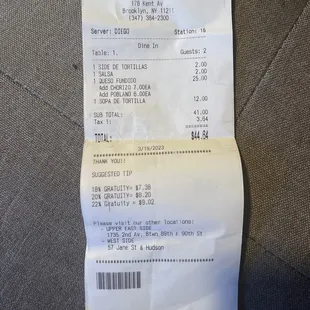 178 Kent Av
Brooklyn, NY 11211
(347) 384-2300
Server: DIEGO Station: 18
Dine In
Table: 1. Guests: 2
1 SIDE DE TORTILLAS 2.00
1 SALSA 2.00
1 QUESO FUNDIDO 25.00
Add CHORIZO 7.00EA
Add POBLANO 6.00EA
1 SOPA DE TORTILLA 12.00
SUB TOTAL: 41.00
Tax 1: 3.64
TOTAL: $44.64
3/19/2023
THANK YOU!!
SUGGESTED TIP
18% GRATUITY= $7.38
20% GRATUITY= $8.20
22% Gratuity = $9.02
Please visit our other locations:
- UPPER EAST SIDE
1735 2nd Av. Btwn 89th & 90th St
- WEST SIDE
57 Jane St & Hudson